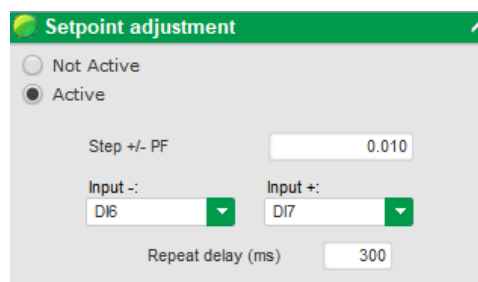 Setpoint adjustment
Not Active
Active
Step +/- PF 0.010
Input -: Input +:
DI6 DI7
Repeat delay (ms) 300